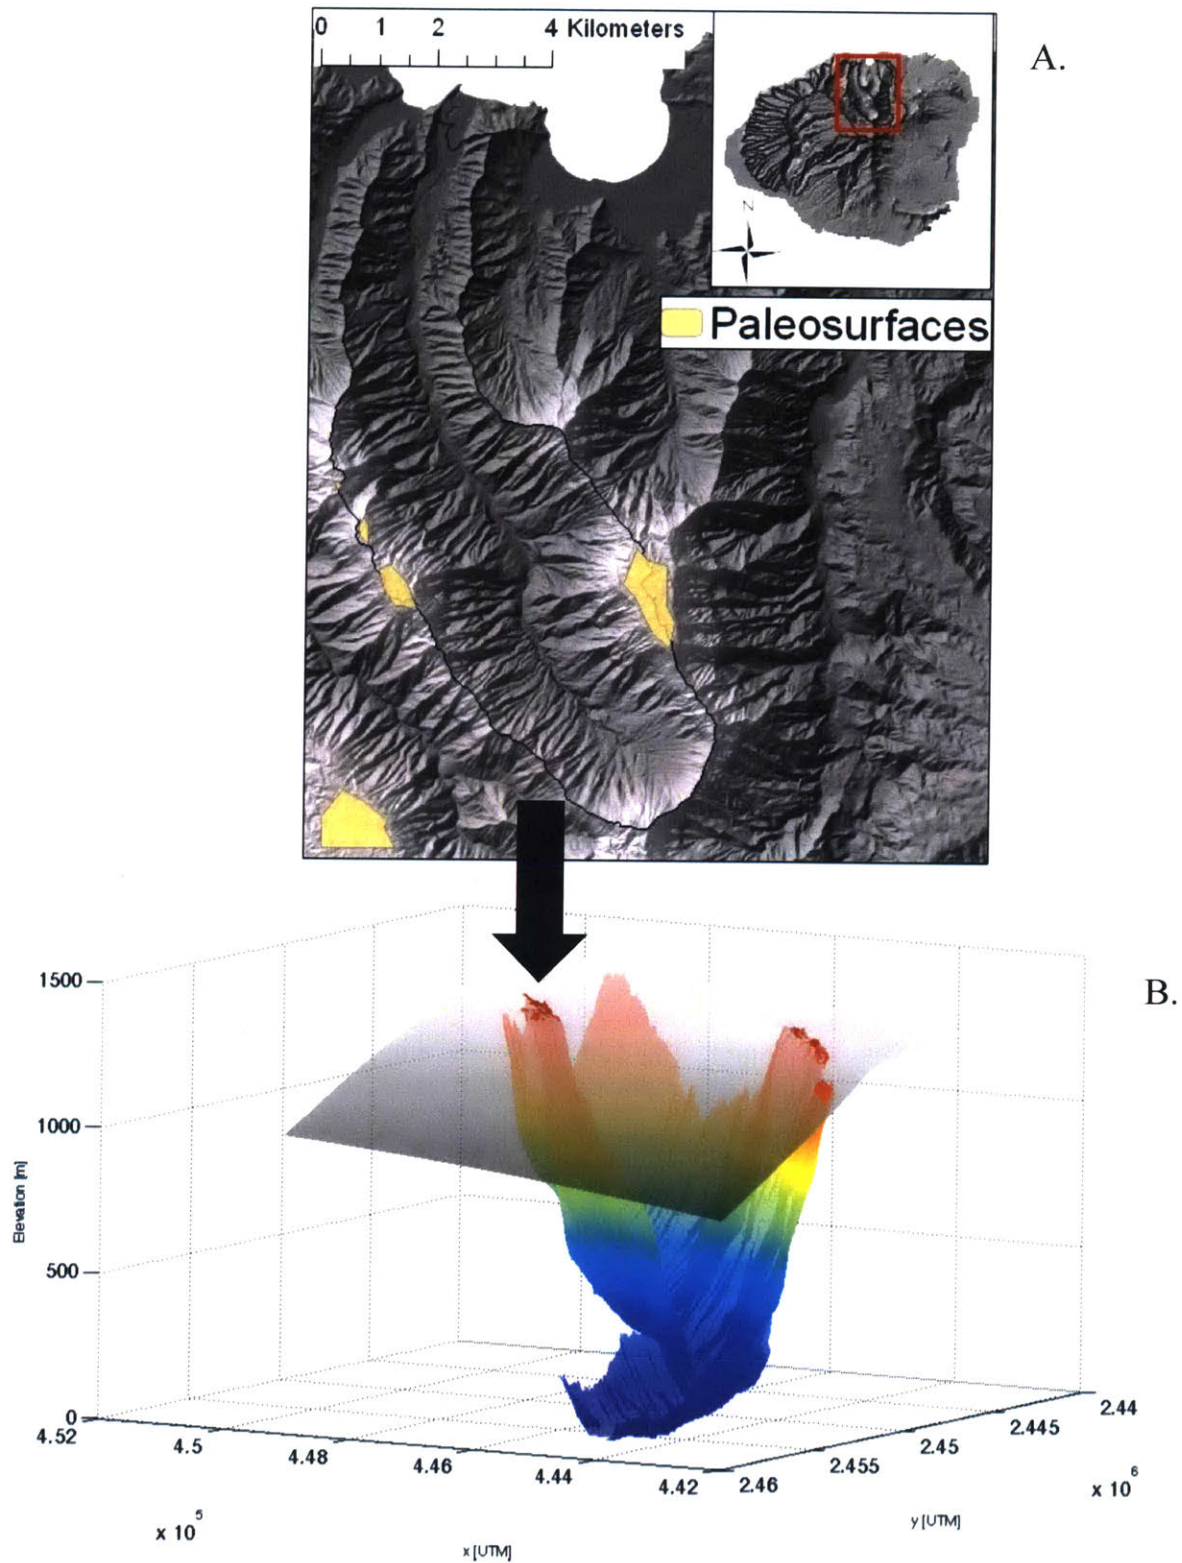 0 1 2 4 Kilometers
A.
N
Paleosurfaces
B.
1500
1000
500
0
Elevation [m]
4.52
4.5
4.48
4.46
4.44
4.42
x 10^5
x [UTM]
2.46
2.455
2.45
2.445
2.44
x 10^6
y [UTM]